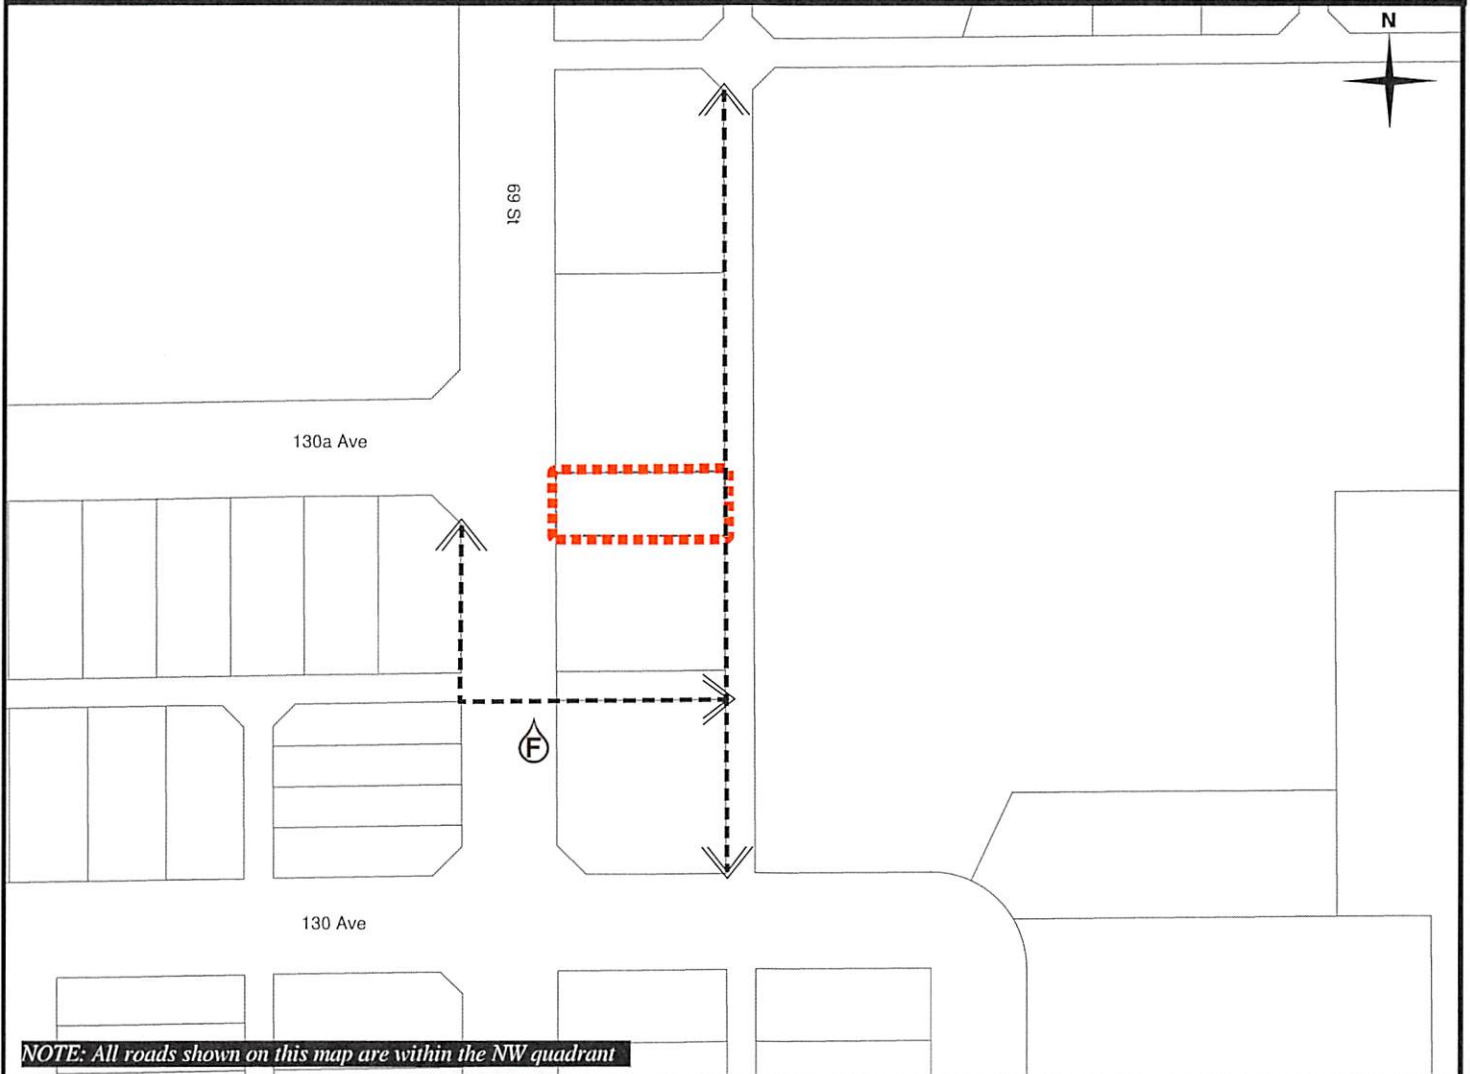 N
69 St
130a Ave
F
130 Ave
NOTE: All roads shown on this map are within the NW quadrant